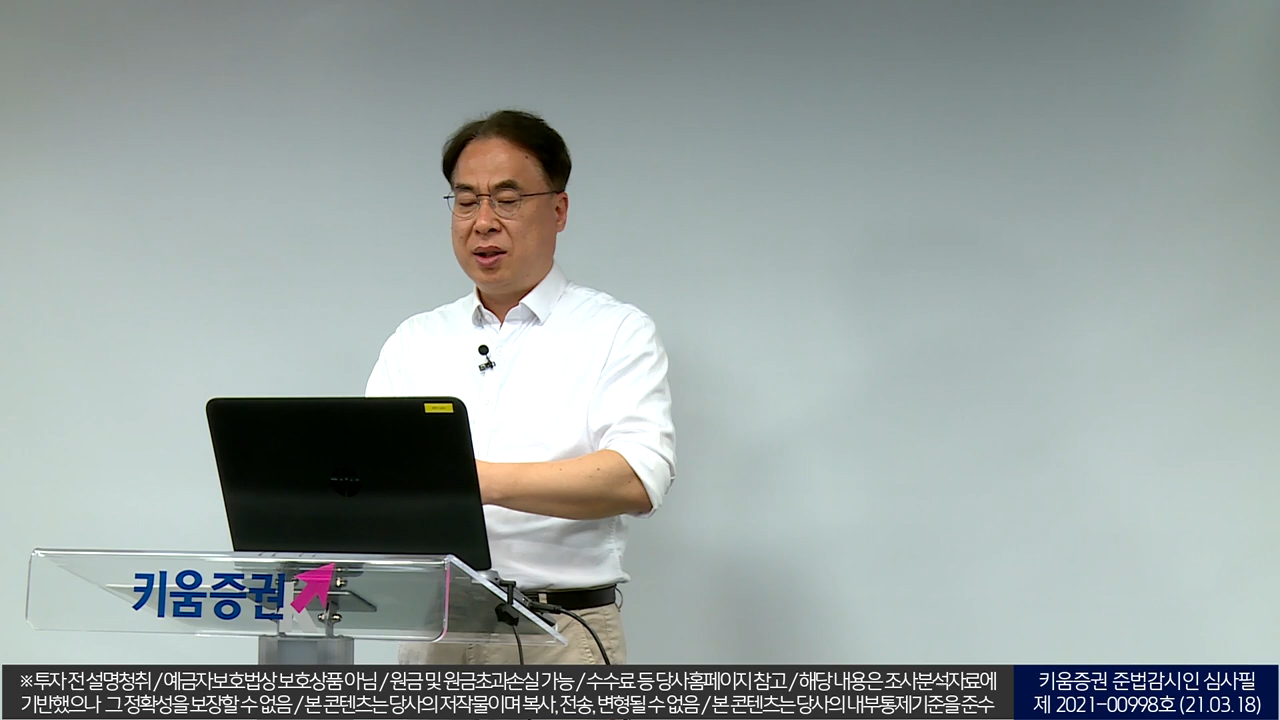 키움증권
※ 투자 전 설명청취 / 예금자보호법상 보호상품 아님 / 원금 및 원금초과손실 가능 / 수수료 등 당사홈페이지 참고 / 해당 내용은 조사분석자료에
기반했으나 그 정확성을 보장할 수 없음 / 본 콘텐츠는 당사의 저작물이며 복사, 전송, 변형될 수 없음 / 본 콘텐츠는 당사의 내부통제기준을 준수
키움증권 준법감시인 심사필
제 2021-00998호 (21.03.18)